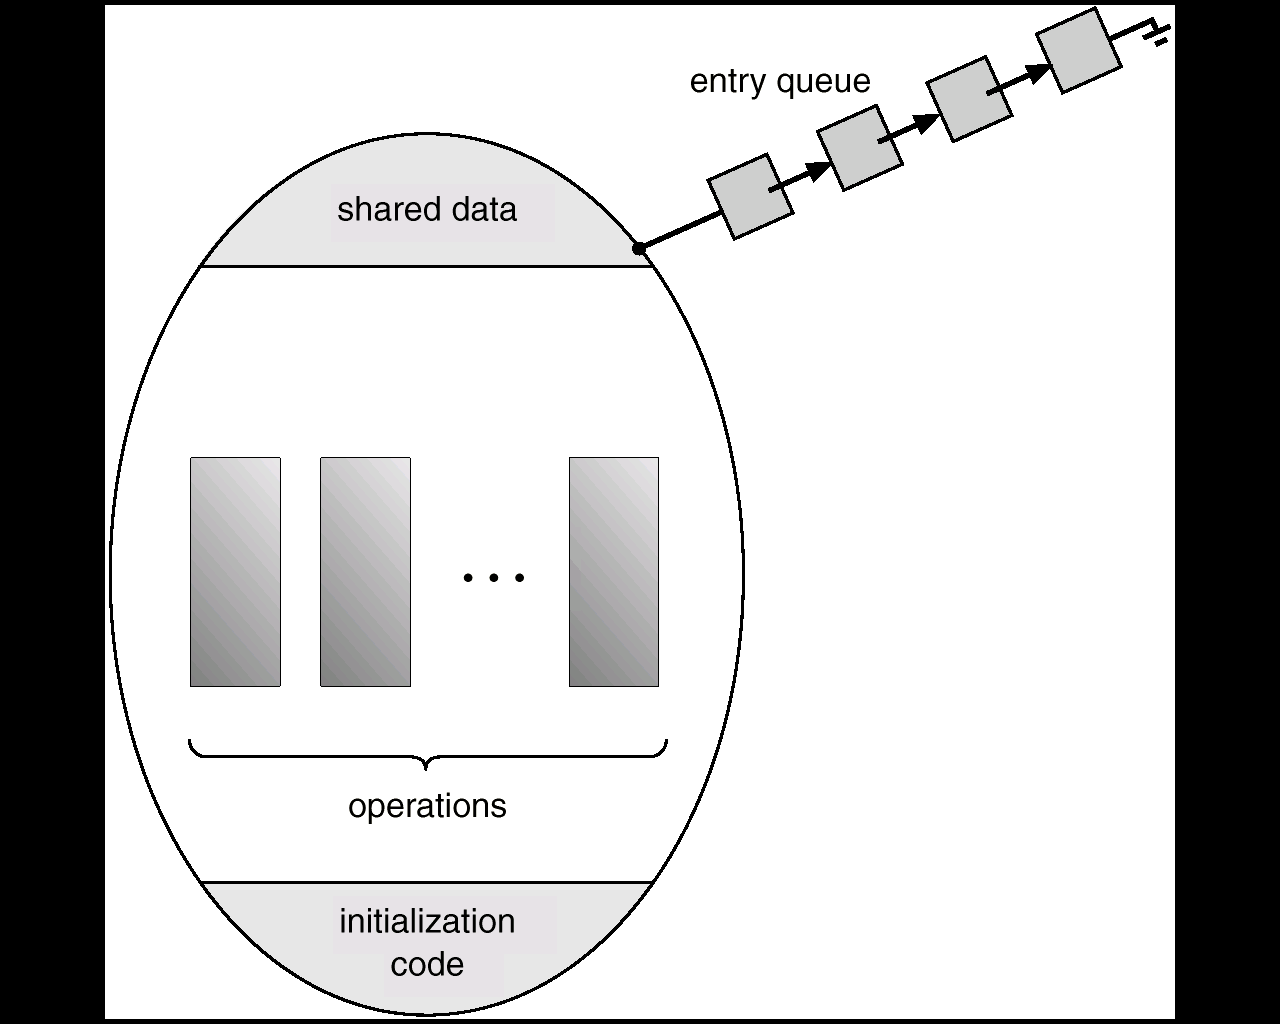 entry queue
shared data
. . .
operations
initialization
code